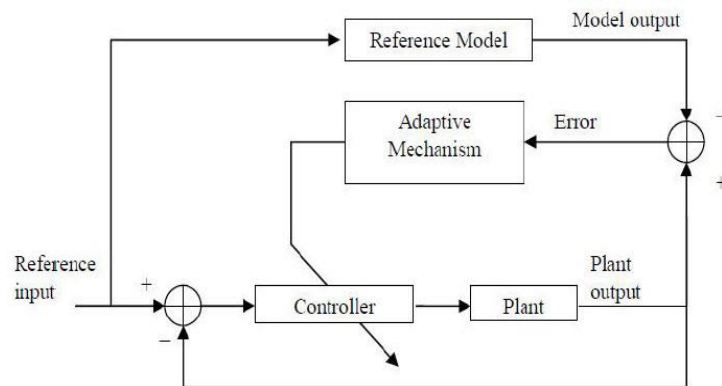 Model output
Reference Model
−
Adaptive
Mechanism
Error
+
Reference
input
+
−
Controller
Plant
Plant
output